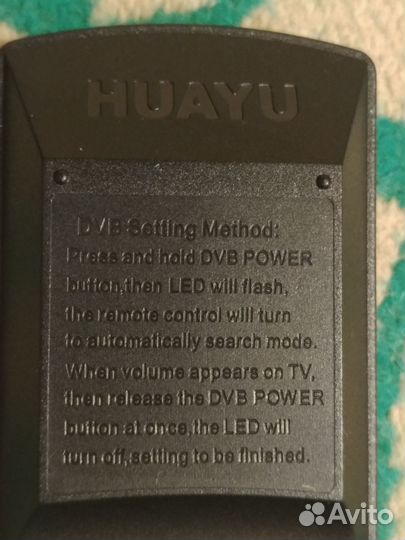 HUAYU
DVB Setting Method:
Press and hold DVB POWER
button,then LED will flash,
the remote control will turn
to automatically search mode.
When volume appears on TV,
then release the DVB POWER
button at once,the LED will
turn off,setting to be finished.
Avito